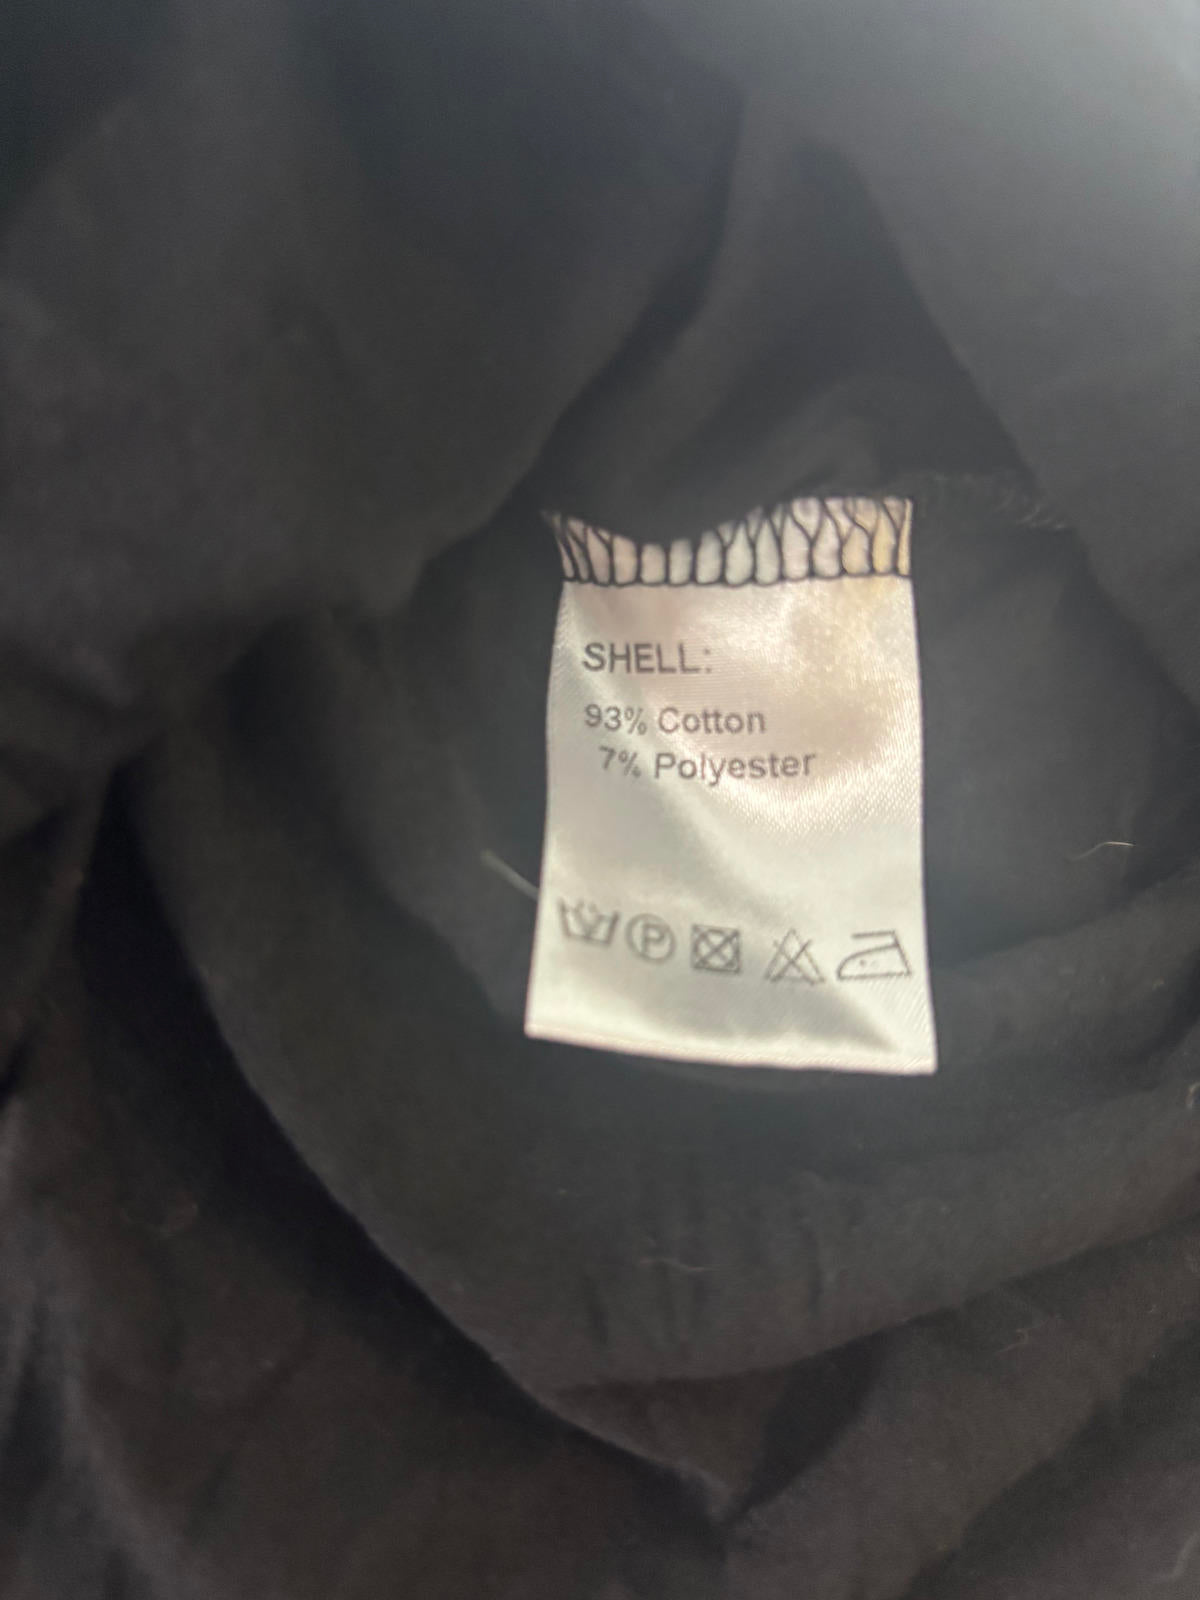 SHELL:
93% Cotton
7% Polyester
P